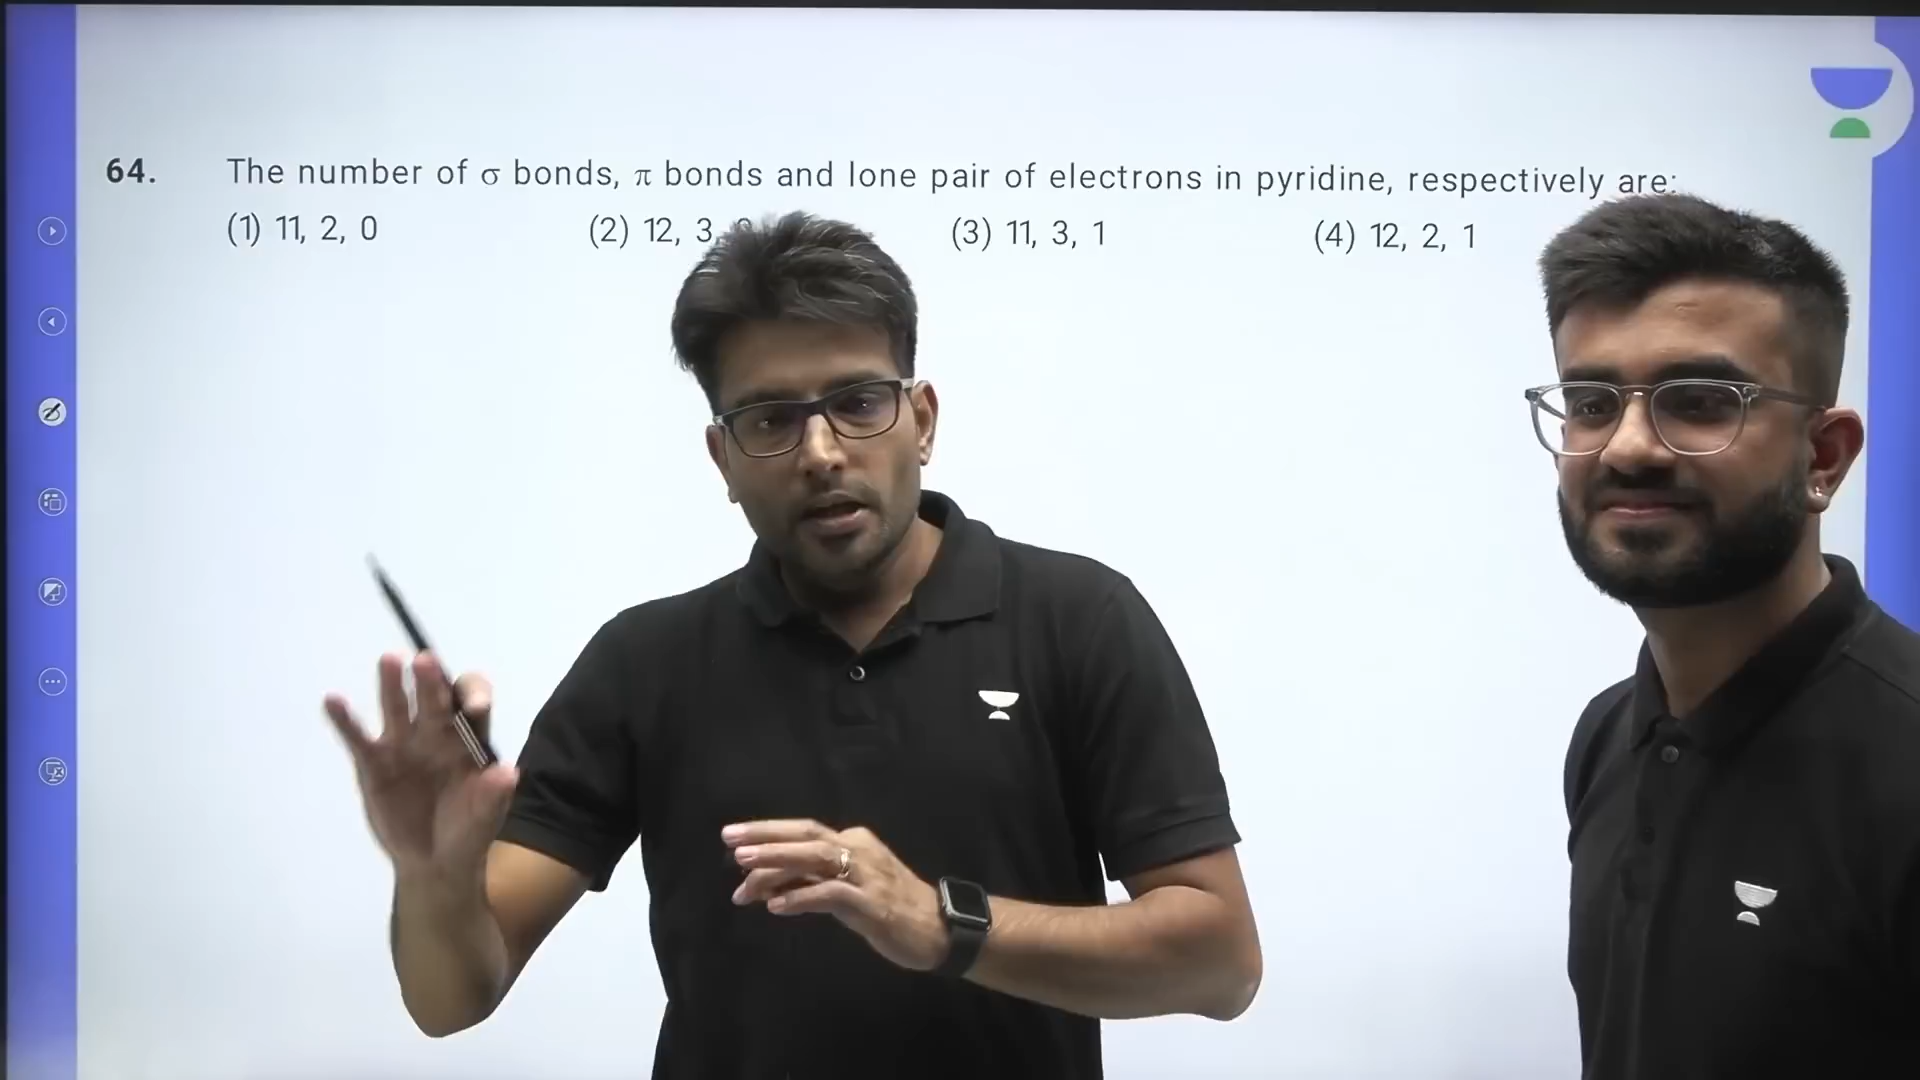 64. The number of σ bonds, π bonds and lone pair of electrons in pyridine, respectively are:
(1) 11, 2, 0 (2) 12, 3, (3) 11, 3, 1 (4) 12, 2, 1